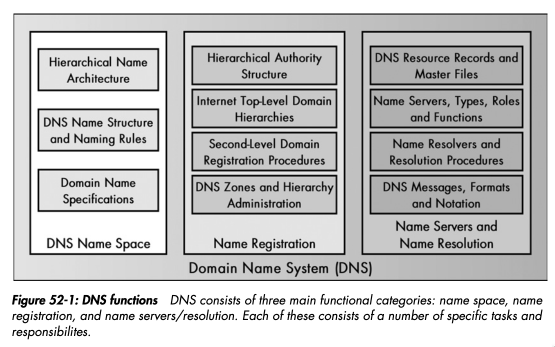 Hierarchical Name
Architecture
DNS Name Structure
and Naming Rules
Domain Name
Specifications
DNS Name Space
Hierarchical Authority
Structure
Internet Top-Level Domain
Hierarchies
Second-Level Domain
Registration Procedures
DNS Zones and Hierarchy
Administration
Name Registration
DNS Resource Records and
Master Files
Name Servers, Types, Roles
and Functions
Name Resolvers and
Resolution Procedures
DNS Messages, Formats
and Notation
Name Servers and
Name Resolution
Domain Name System (DNS)
Figure 52-1: DNS functions DNS consists of three main functional categories: name space, name
registration, and name servers/resolution. Each of these consists of a number of specific tasks and
responsibilites.